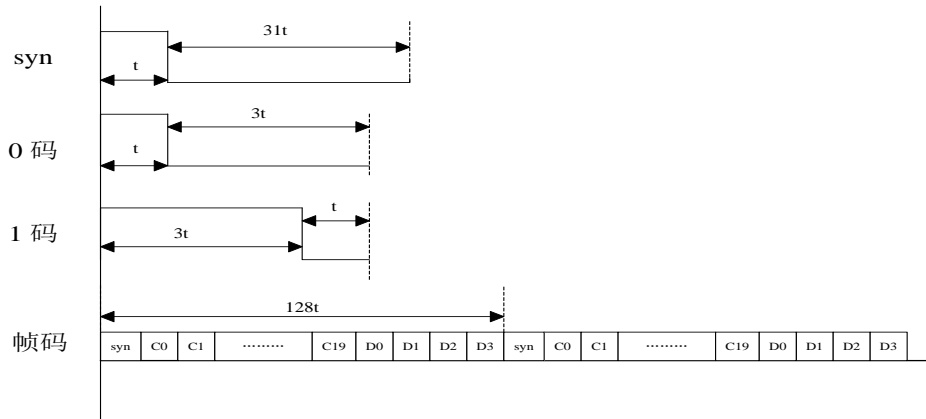 31t
syn
t
3t
0 码
t
t
1 码
3t
128t
帧码 syn C0 C1 ········· C19 D0 D1 D2 D3 syn C0 C1 ········· C19 D0 D1 D2 D3